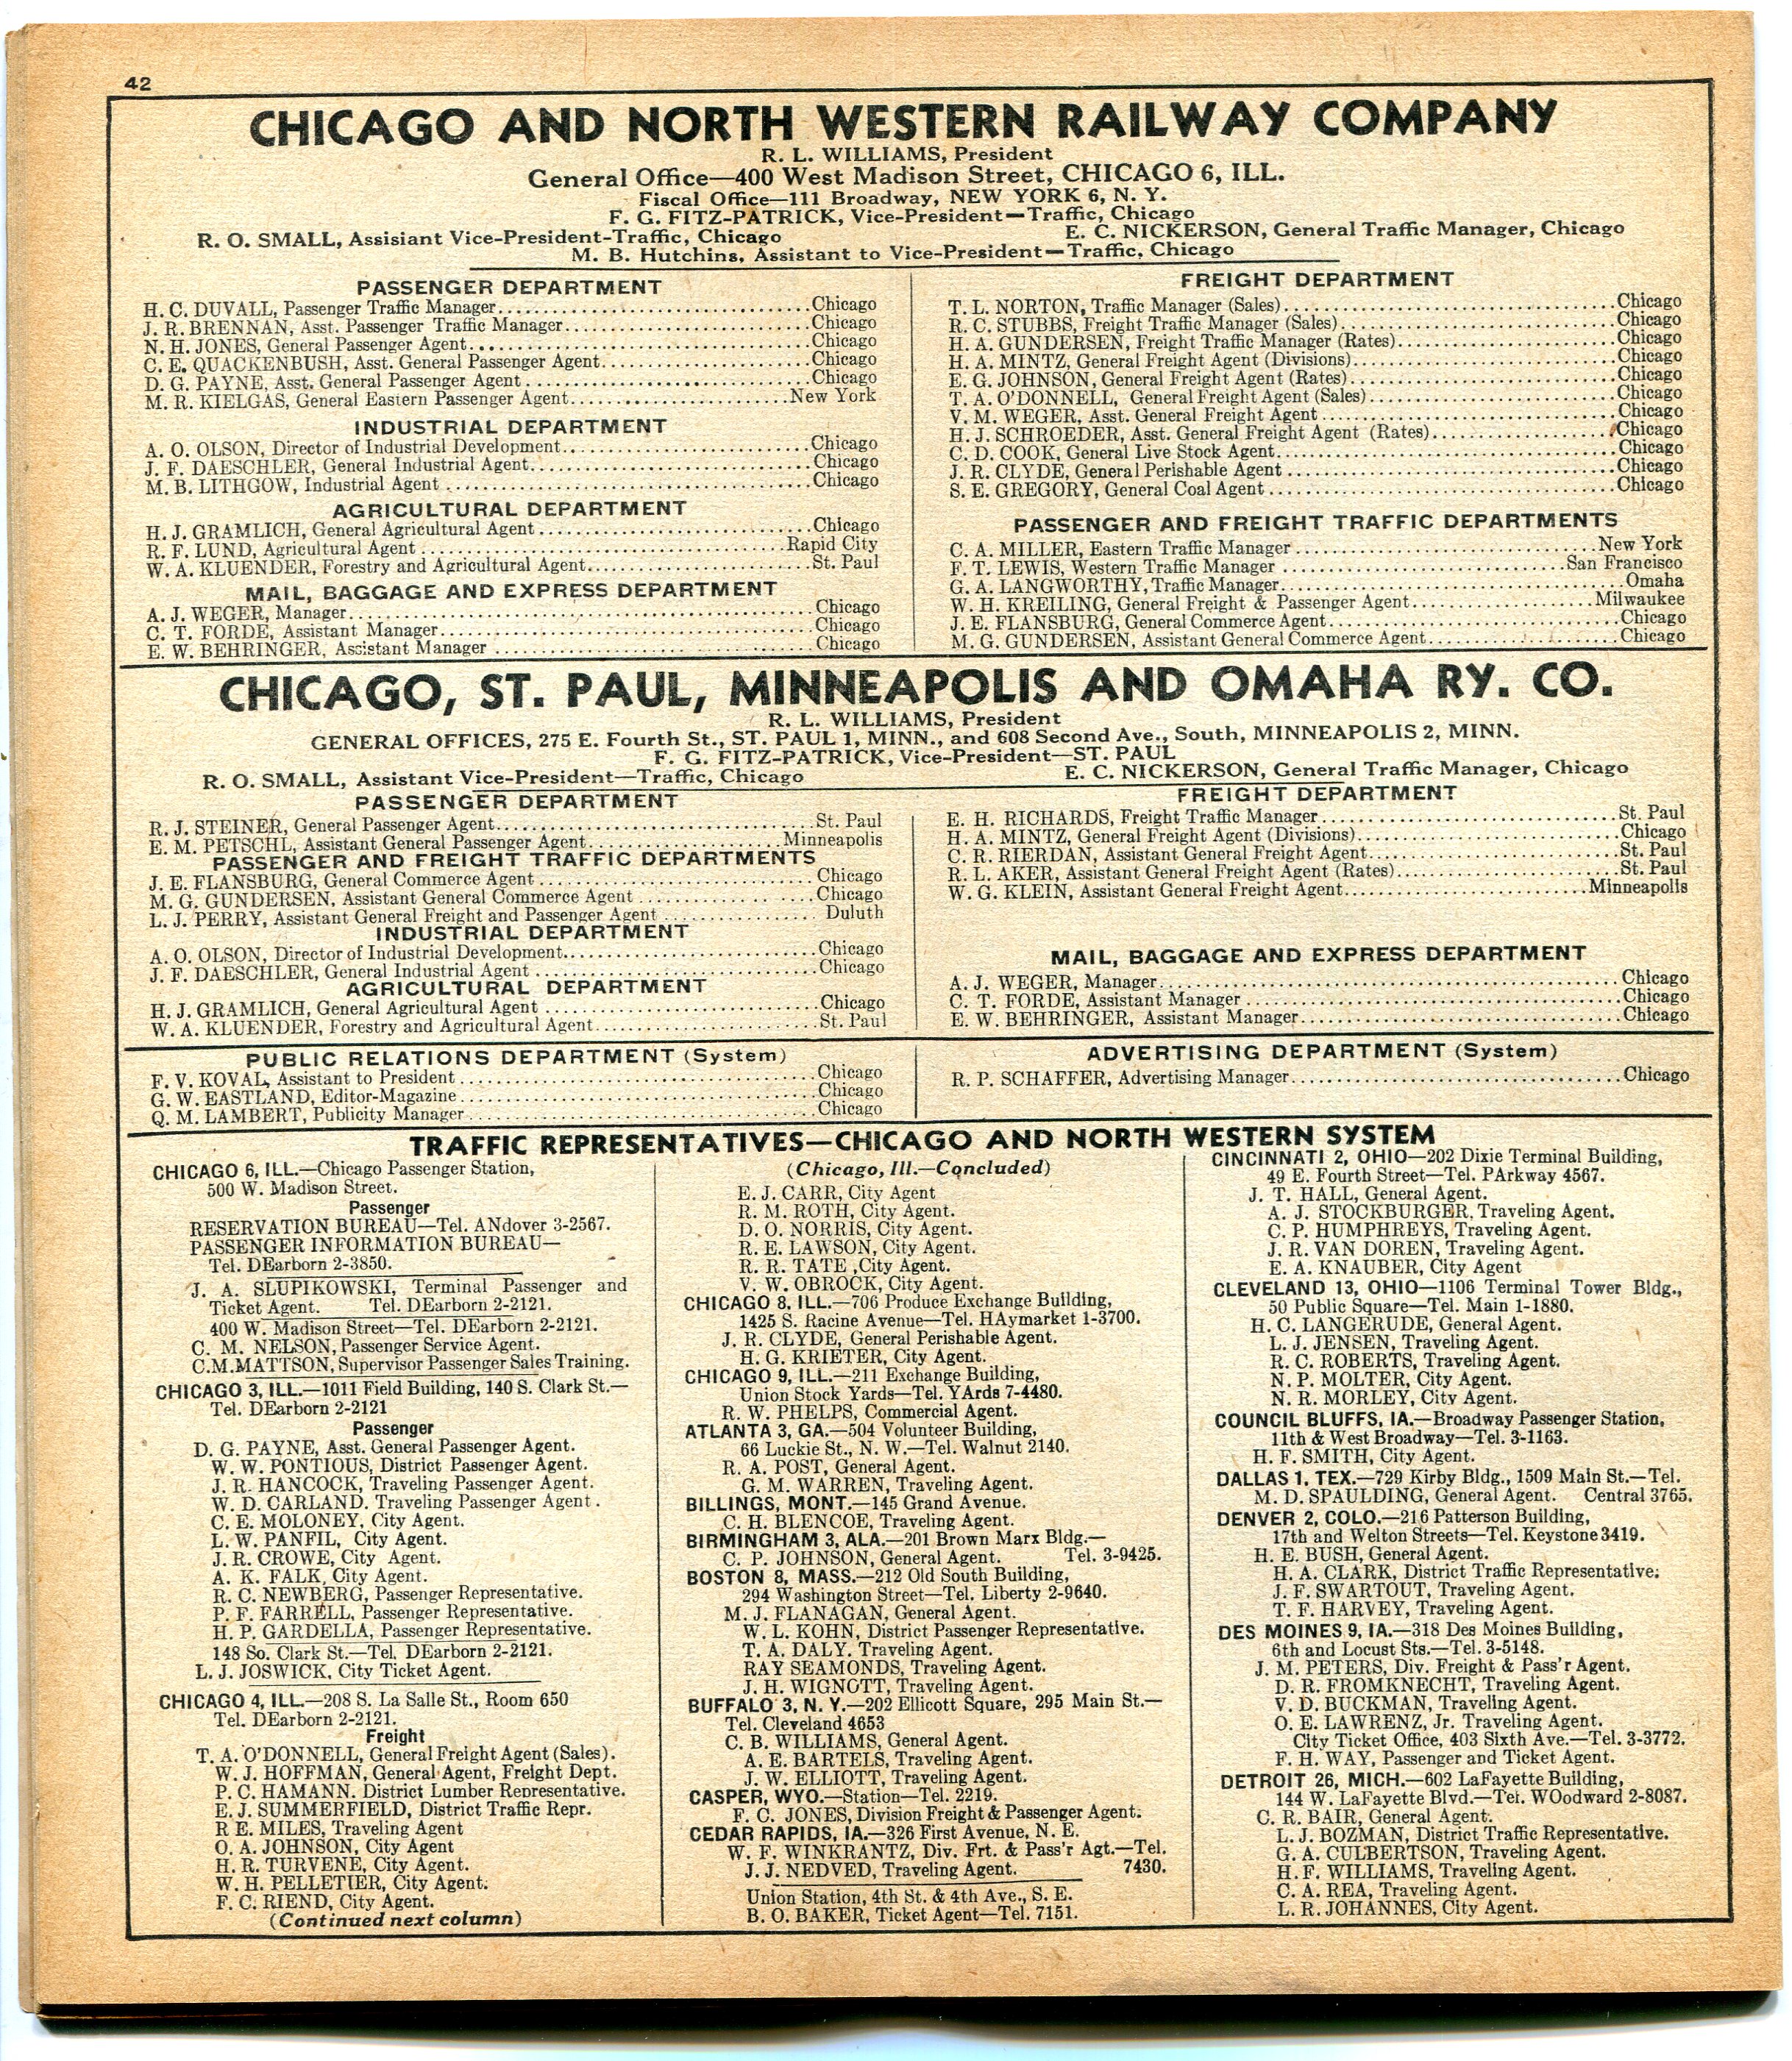 42
CHICAGO AND NORTH WESTERN RAILWAY COMPANY
R. L. WILLIAMS, President
General Office—400 West Madison Street, CHICAGO 6, ILL.
Fiscal Office—111 Broadway, NEW YORK 6, N. Y.
F. G. FITZ-PATRICK, Vice-President—Traffic, Chicago
R. O. SMALL, Assisiant Vice-President-Traffic, Chicago
E. C. NICKERSON, General Traffic Manager, Chicago
M. B. Hutchins, Assistant to Vice-President—Traffic, Chicago
PASSENGER DEPARTMENT
H. C. DUVALL, Passenger Traffic Manager....Chicago
J. R. BRENNAN, Asst. Passenger Traffic Manager....Chicago
N. H. JONES, General Passenger Agent....Chicago
C. E. QUACKENBUSH, Asst. General Passenger Agent....Chicago
D. G. PAYNE, Asst. General Passenger Agent....Chicago
M. R. KIELGAS, General Eastern Passenger Agent....New York
INDUSTRIAL DEPARTMENT
A. O. OLSON, Director of Industrial Development....Chicago
J. F. DAESCHLER, General Industrial Agent....Chicago
M. B. LITHGOW, Industrial Agent....Chicago
AGRICULTURAL DEPARTMENT
H. J. GRAMLICH, General Agricultural Agent....Chicago
R. F. LUND, Agricultural Agent....Rapid City
W. A. KLUENDER, Forestry and Agricultural Agent....St. Paul
MAIL, BAGGAGE AND EXPRESS DEPARTMENT
A. J. WEGER, Manager....Chicago
C. T. FORDE, Assistant Manager....Chicago
E. W. BEHRINGER, Assistant Manager....Chicago
FREIGHT DEPARTMENT
T. L. NORTON, Traffic Manager (Sales)....Chicago
R. C. STUBBS, Freight Traffic Manager (Sales)....Chicago
H. A. GUNDERSEN, Freight Traffic Manager (Rates)....Chicago
H. A. MINTZ, General Freight Agent (Divisions)....Chicago
E. G. JOHNSON, General Freight Agent (Rates)....Chicago
T. A. O'DONNELL, General Freight Agent (Sales)....Chicago
V. M. WEGER, Asst. General Freight Agent....Chicago
H. J. SCHROEDER, Asst. General Freight Agent (Rates)....Chicago
C. D. COOK, General Live Stock Agent....Chicago
J. R. CLYDE, General Perishable Agent....Chicago
S. E. GREGORY, General Coal Agent....Chicago
PASSENGER AND FREIGHT TRAFFIC DEPARTMENTS
C. A. MILLER, Eastern Traffic Manager....New York
F. T. LEWIS, Western Traffic Manager....San Francisco
G. A. LANGWORTHY, Traffic Manager....Omaha
W. H. KREILING, General Freight & Passenger Agent....Milwaukee
J. E. FLANSBURG, General Commerce Agent....Chicago
M. G. GUNDERSEN, Assistant General Commerce Agent....Chicago
CHICAGO, ST. PAUL, MINNEAPOLIS AND OMAHA RY. CO.
R. L. WILLIAMS, President
GENERAL OFFICES, 275 E. Fourth St., ST. PAUL 1, MINN., and 608 Second Ave., South, MINNEAPOLIS 2, MINN.
F. G. FITZ-PATRICK, Vice-President—ST. PAUL
R. O. SMALL, Assistant Vice-President—Traffic, Chicago
E. C. NICKERSON, General Traffic Manager, Chicago
PASSENGER DEPARTMENT
R. J. STEINER, General Passenger Agent....St. Paul
E. M. PETSCHL, Assistant General Passenger Agent....Minneapolis
PASSENGER AND FREIGHT TRAFFIC DEPARTMENTS
J. E. FLANSBURG, General Commerce Agent....Chicago
M. G. GUNDERSEN, Assistant General Commerce Agent....Chicago
L. J. PERRY, Assistant General Freight and Passenger Agent....Duluth
INDUSTRIAL DEPARTMENT
A. O. OLSON, Director of Industrial Development....Chicago
J. F. DAESCHLER, General Industrial Agent....Chicago
AGRICULTURAL DEPARTMENT
H. J. GRAMLICH, General Agricultural Agent....Chicago
W. A. KLUENDER, Forestry and Agricultural Agent....St. Paul
FREIGHT DEPARTMENT
E. H. RICHARDS, Freight Traffic Manager....St. Paul
H. A. MINTZ, General Freight Agent (Divisions)....Chicago
C. R. RIERDAN, Assistant General Freight Agent....St. Paul
R. L. AKER, Assistant General Freight Agent (Rates)....St. Paul
W. G. KLEIN, Assistant General Freight Agent....Minneapolis
MAIL, BAGGAGE AND EXPRESS DEPARTMENT
A. J. WEGER, Manager....Chicago
C. T. FORDE, Assistant Manager....Chicago
E. W. BEHRINGER, Assistant Manager....Chicago
PUBLIC RELATIONS DEPARTMENT (System)
F. V. KOVAL, Assistant to President....Chicago
G. W. EASTLAND, Editor-Magazine....Chicago
Q. M. LAMBERT, Publicity Manager....Chicago
ADVERTISING DEPARTMENT (System)
R. P. SCHAFFER, Advertising Manager....Chicago
TRAFFIC REPRESENTATIVES—CHICAGO AND NORTH WESTERN SYSTEM
CHICAGO 6, ILL.—Chicago Passenger Station,
500 W. Madison Street.
Passenger
RESERVATION BUREAU—Tel. ANdover 3-2567.
PASSENGER INFORMATION BUREAU—
Tel. DEarborn 2-3850.
J. A. SLUPIKOWSKI, Terminal Passenger and
Ticket Agent. Tel. DEarborn 2-2121.
400 W. Madison Street—Tel. DEarborn 2-2121.
C. M. NELSON, Passenger Service Agent.
C.M.MATTSON, Supervisor Passenger Sales Training.
CHICAGO 3, ILL.—1011 Field Building, 140 S. Clark St.—
Tel. DEarborn 2-2121
Passenger
D. G. PAYNE, Asst. General Passenger Agent.
W. W. PONTIOUS, District Passenger Agent.
J. R. HANCOCK, Traveling Passenger Agent.
W. D. CARLAND. Traveling Passenger Agent.
C. E. MOLONEY, City Agent.
L. W. PANFIL, City Agent.
J. R. CROWE, City Agent.
A. K. FALK, City Agent.
R. C. NEWBERG, Passenger Representative.
P. F. FARRELL, Passenger Representative.
H. P. GARDELLA, Passenger Representative.
148 So. Clark St.—Tel. DEarborn 2-2121.
L. J. JOSWICK, City Ticket Agent.
CHICAGO 4, ILL.—208 S. La Salle St., Room 650
Tel. DEarborn 2-2121.
Freight
T. A. O'DONNELL, General Freight Agent (Sales).
W. J. HOFFMAN, General Agent, Freight Dept.
P. C. HAMANN. District Lumber Representative.
E. J. SUMMERFIELD, District Traffic Repr.
R E. MILES, Traveling Agent
O. A. JOHNSON, City Agent
H. R. TURVENE, City Agent.
W. H. PELLETIER, City Agent.
F. C. RIEND, City Agent.
(Continued next column)
(Chicago, Ill.—Concluded)
E. J. CARR, City Agent
R. M. ROTH, City Agent.
D. O. NORRIS, City Agent.
R. E. LAWSON, City Agent.
R. R. TATE ,City Agent.
V. W. OBROCK, City Agent.
CHICAGO 8, ILL.—706 Produce Exchange Building,
1425 S. Racine Avenue—Tel. HAymarket 1-3700.
J. R. CLYDE, General Perishable Agent.
H. G. KRIETER, City Agent.
CHICAGO 9, ILL.—211 Exchange Building,
Union Stock Yards—Tel. YArds 7-4480.
R. W. PHELPS, Commercial Agent.
ATLANTA 3, GA.—504 Volunteer Building,
66 Luckie St., N. W.—Tel. Walnut 2140.
R. A. POST, General Agent.
G. M. WARREN, Traveling Agent.
BILLINGS, MONT.—145 Grand Avenue.
C. H. BLENCOE, Traveling Agent.
BIRMINGHAM 3, ALA.—201 Brown Marx Bldg.—
C. P. JOHNSON, General Agent. Tel. 3-9425.
BOSTON 8, MASS.—212 Old South Building,
294 Washington Street—Tel. Liberty 2-9640.
M. J. FLANAGAN, General Agent.
W. L. KOHN, District Passenger Representative.
T. A. DALY. Traveling Agent.
RAY SEAMONDS, Traveling Agent.
J. H. WIGNOTT, Traveling Agent.
BUFFALO 3, N. Y.—202 Ellicott Square, 295 Main St.—
Tel. Cleveland 4653
C. B. WILLIAMS, General Agent.
A. E. BARTELS, Traveling Agent.
J. W. ELLIOTT, Traveling Agent.
CASPER, WYO.—Station—Tel. 2219.
F. C. JONES, Division Freight & Passenger Agent.
CEDAR RAPIDS, IA.—326 First Avenue, N. E.
W. F. WINKRANTZ, Div. Frt. & Pass'r Agt.—Tel.
J. J. NEDVED, Traveling Agent. 7430.
Union Station, 4th St. & 4th Ave., S. E.
B. O. BAKER, Ticket Agent—Tel. 7151.
CINCINNATI 2, OHIO—202 Dixie Terminal Building,
49 E. Fourth Street—Tel. PArkway 4567.
J. T. HALL, General Agent.
A. J. STOCKBURGER, Traveling Agent.
C. P. HUMPHREYS, Traveling Agent.
J. R. VAN DOREN, Traveling Agent.
E. A. KNAUBER, City Agent
CLEVELAND 13, OHIO—1106 Terminal Tower Bldg.,
50 Public Square—Tel. Main 1-1880.
H. C. LANGERUDE, General Agent.
L. J. JENSEN, Traveling Agent.
R. C. ROBERTS, Traveling Agent.
N. P. MOLTER, City Agent.
N. R. MORLEY, City Agent.
COUNCIL BLUFFS, IA.—Broadway Passenger Station,
11th & West Broadway—Tel. 3-1163.
H. F. SMITH, City Agent.
DALLAS 1, TEX.—729 Kirby Bldg., 1509 Main St.—Tel.
M. D. SPAULDING, General Agent. Central 3765.
DENVER 2, COLO.—216 Patterson Building,
17th and Welton Streets—Tel. Keystone 3419.
H. E. BUSH, General Agent.
H. A. CLARK, District Traffic Representative.
J. F. SWARTOUT, Traveling Agent.
T. F. HARVEY, Traveling Agent.
DES MOINES 9, IA.—318 Des Moines Building,
6th and Locust Sts.—Tel. 3-5148.
J. M. PETERS, Div. Freight & Pass'r Agent.
D. R. FROMKNECHT, Traveling Agent.
V. D. BUCKMAN, Traveling Agent.
O. E. LAWRENZ, Jr. Traveling Agent.
City Ticket Office, 403 Sixth Ave.—Tel. 3-3772.
F. H. WAY, Passenger and Ticket Agent.
DETROIT 26, MICH.—602 LaFayette Building,
144 W. LaFayette Blvd.—Tel. WOodward 2-8087.
C. R. BAIR, General Agent.
L. J. BOZMAN, District Traffic Representative.
G. A. CULBERTSON, Traveling Agent.
H. F. WILLIAMS, Traveling Agent.
C. A. REA, Traveling Agent.
L. R. JOHANNES, City Agent.